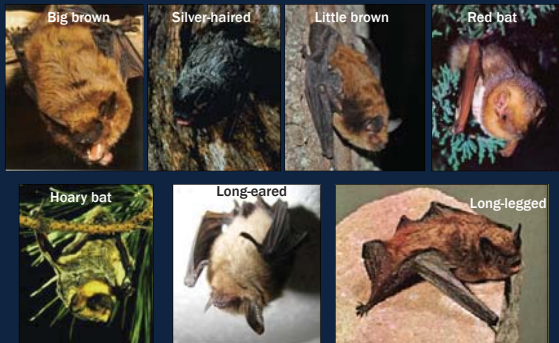 Big brown
Silver-haired
Little brown
Red bat
Hoary bat
Long-eared
Long-legged